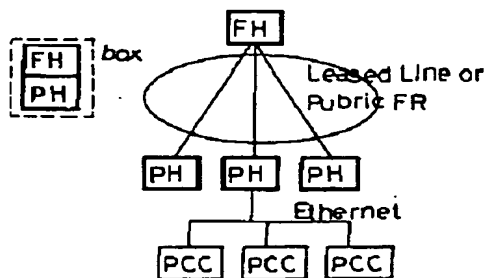 FH
box
FH
PH
Leased Line or
Pubric FR
PH PH PH
Ethernet
PCC PCC PCC